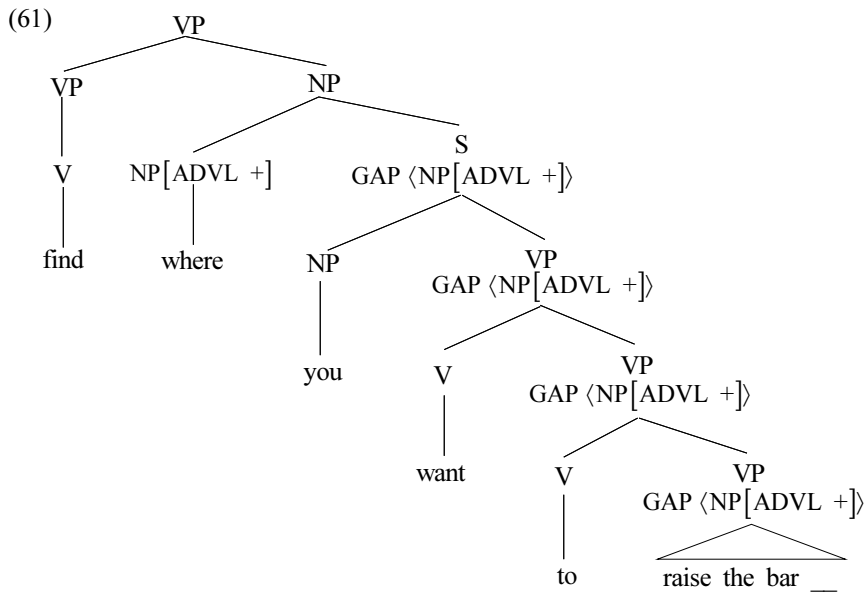 (61)
VP
VP NP
S
V NP[ADVL +] GAP ⟨NP[ADVL +]⟩
find where NP VP
GAP ⟨NP[ADVL +]⟩
you V VP
GAP ⟨NP[ADVL +]⟩
want V VP
GAP ⟨NP[ADVL +]⟩
to raise the bar __